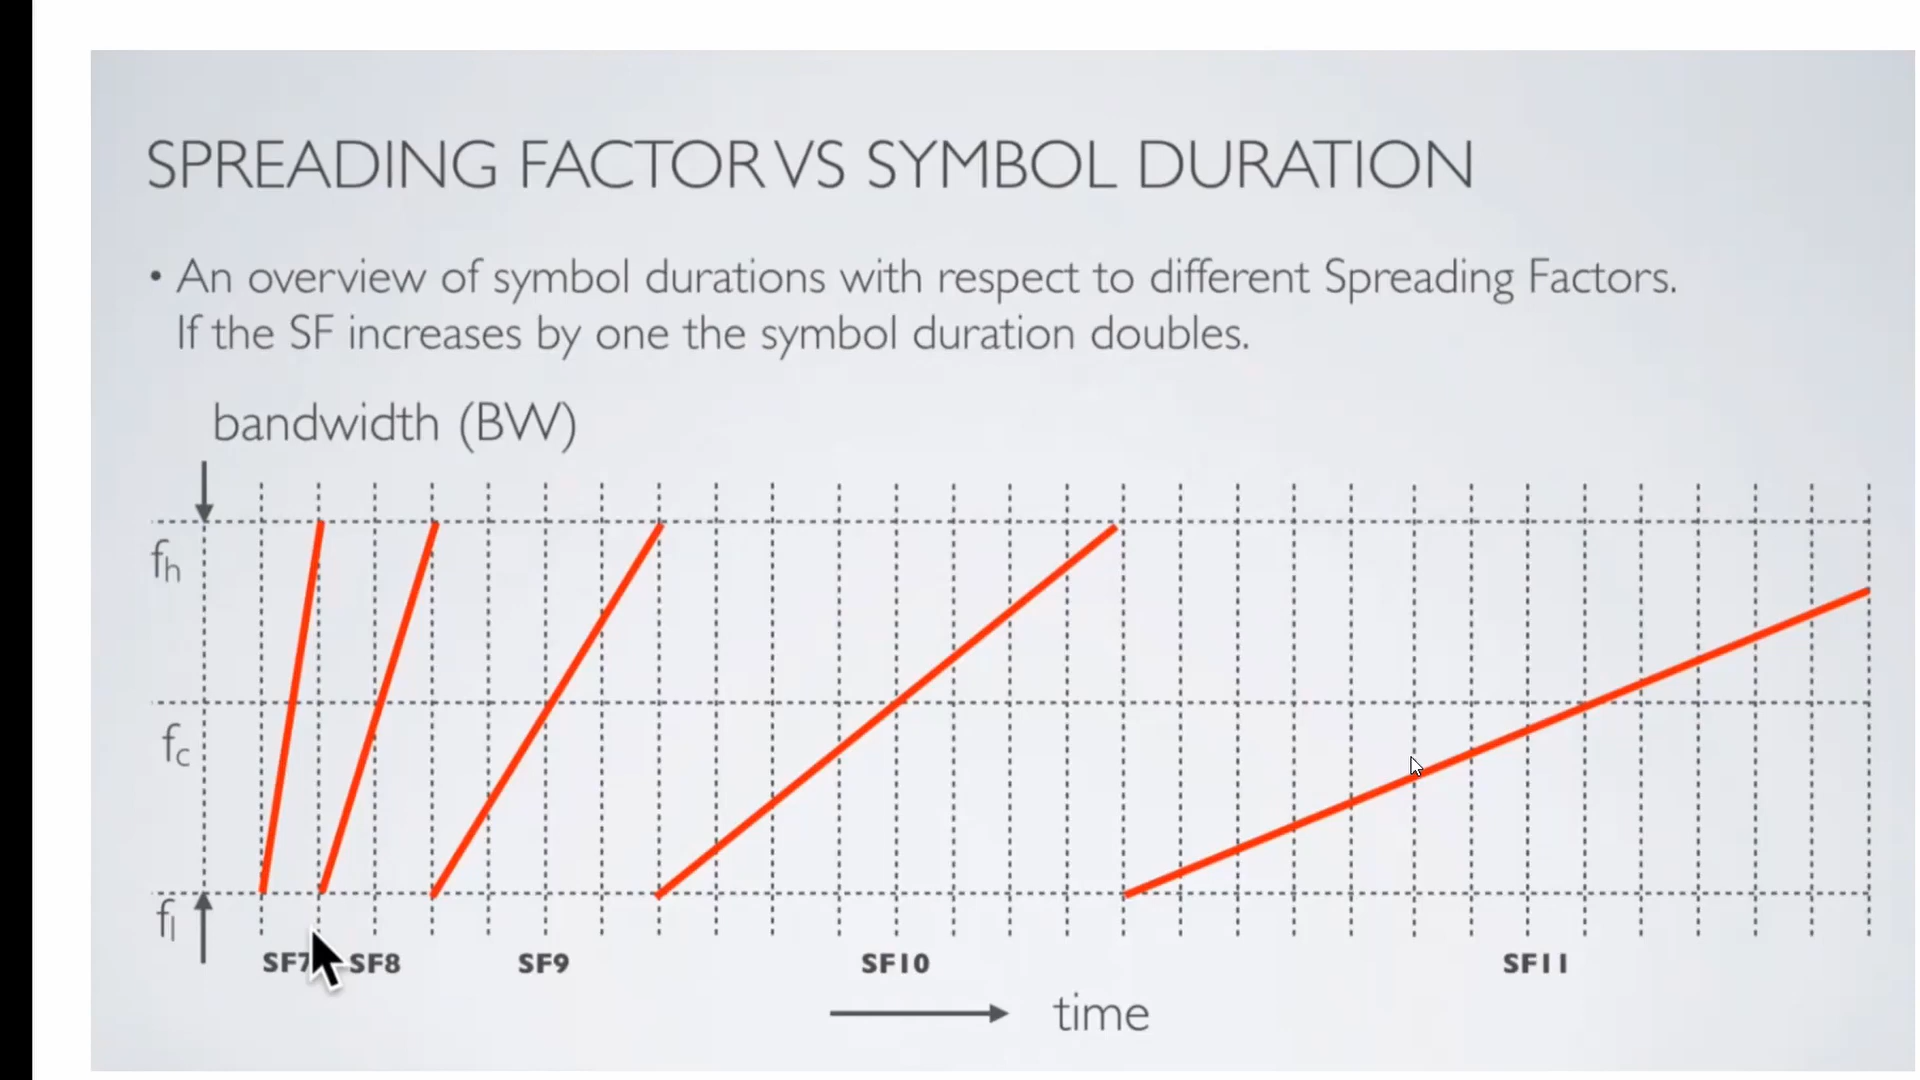 SPREADING FACTOR VS SYMBOL DURATION
• An overview of symbol durations with respect to different Spreading Factors.
If the SF increases by one the symbol duration doubles.
bandwidth (BW)
fh
fc
fl
SF7 SF8 SF9 SF10 SF11
time